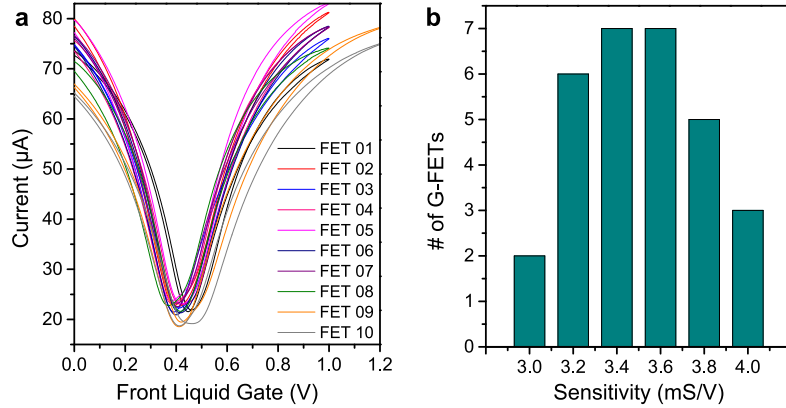 a
80
70
60
50
40
30
20
Current (µA)
0.0 0.2 0.4 0.6 0.8 1.0 1.2
Front Liquid Gate (V)
FET 01
FET 02
FET 03
FET 04
FET 05
FET 06
FET 07
FET 08
FET 09
FET 10
b
7
6
5
4
3
2
1
0
# of G-FETs
3.0 3.2 3.4 3.6 3.8 4.0
Sensitivity (mS/V)